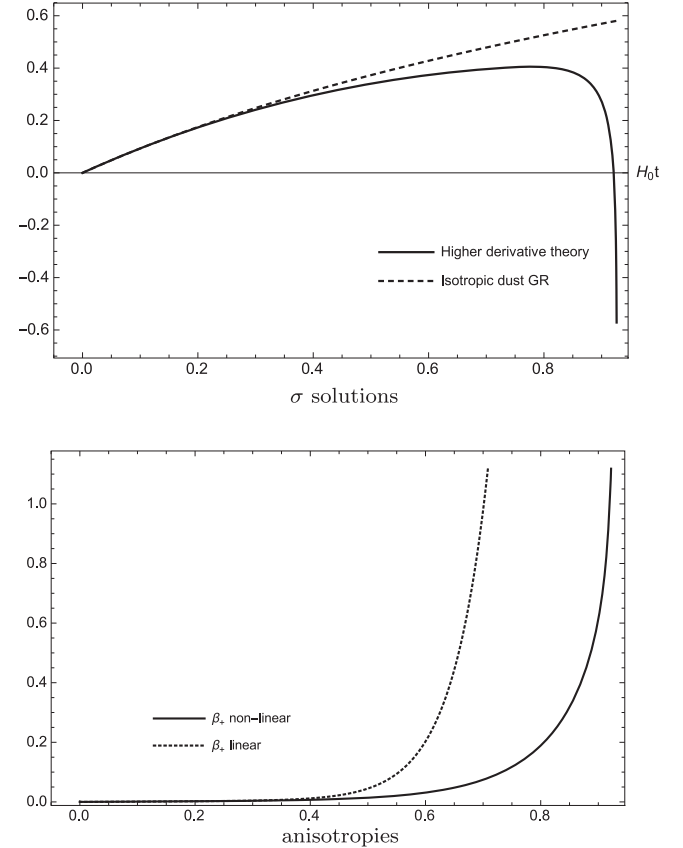 0.6
0.4
0.2
0.0
H₀t
−0.2
Higher derivative theory
−0.4
Isotropic dust GR
−0.6
0.0 0.2 0.4 0.6 0.8
σ solutions
1.0
0.8
0.6
0.4
β₊ non−linear
0.2
β₊ linear
0.0
0.0 0.2 0.4 0.6 0.8
anisotropies